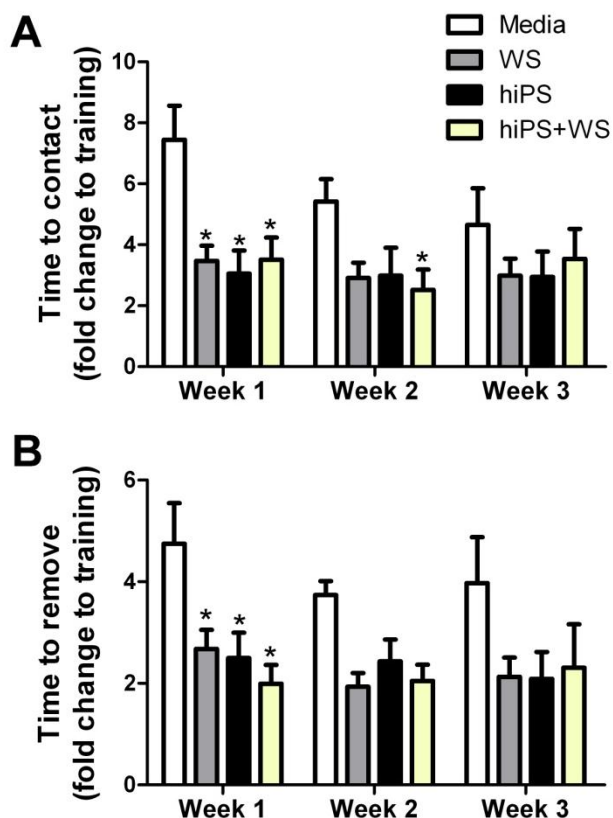 A
Media
WS
hiPS
hiPS+WS
Time to contact
(fold change to training)
10
8
6
4
2
0
* * *
*
Week 1 Week 2 Week 3
B
Time to remove
(fold change to training)
6
4
2
0
* * *
Week 1 Week 2 Week 3